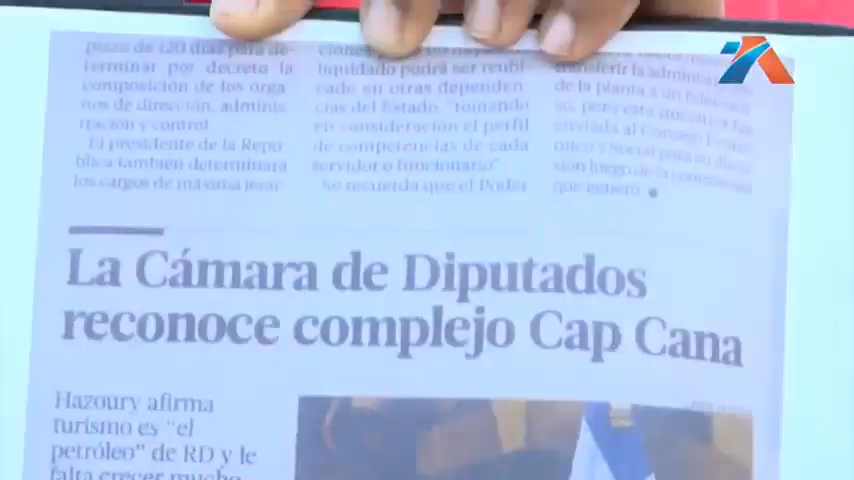 plazo de 120 días para de-
terminar por decreto la
composición de los órga-
nos de dirección, adminis-
tración y control.
El presidente de la Repú-
blica también determinará
los cargos de máxima jerar-
liquidado podrá ser reubi-
cado en otras dependen-
cias del Estado, "tomando
en consideración el perfil
de competencias de cada
servidor o funcionario".
Se recuerda que el Poder
transferir la administra-
de la planta a un fideicomi-
so, pero esta iniciativa fue
enviada al Consejo Econó-
mico y Social para su discu-
sión luego de la controversia
que generó.
La Cámara de Diputados
reconoce complejo Cap Cana
Hazoury afirma
turismo es "el
petróleo" de RD y le
falta crecer mucho